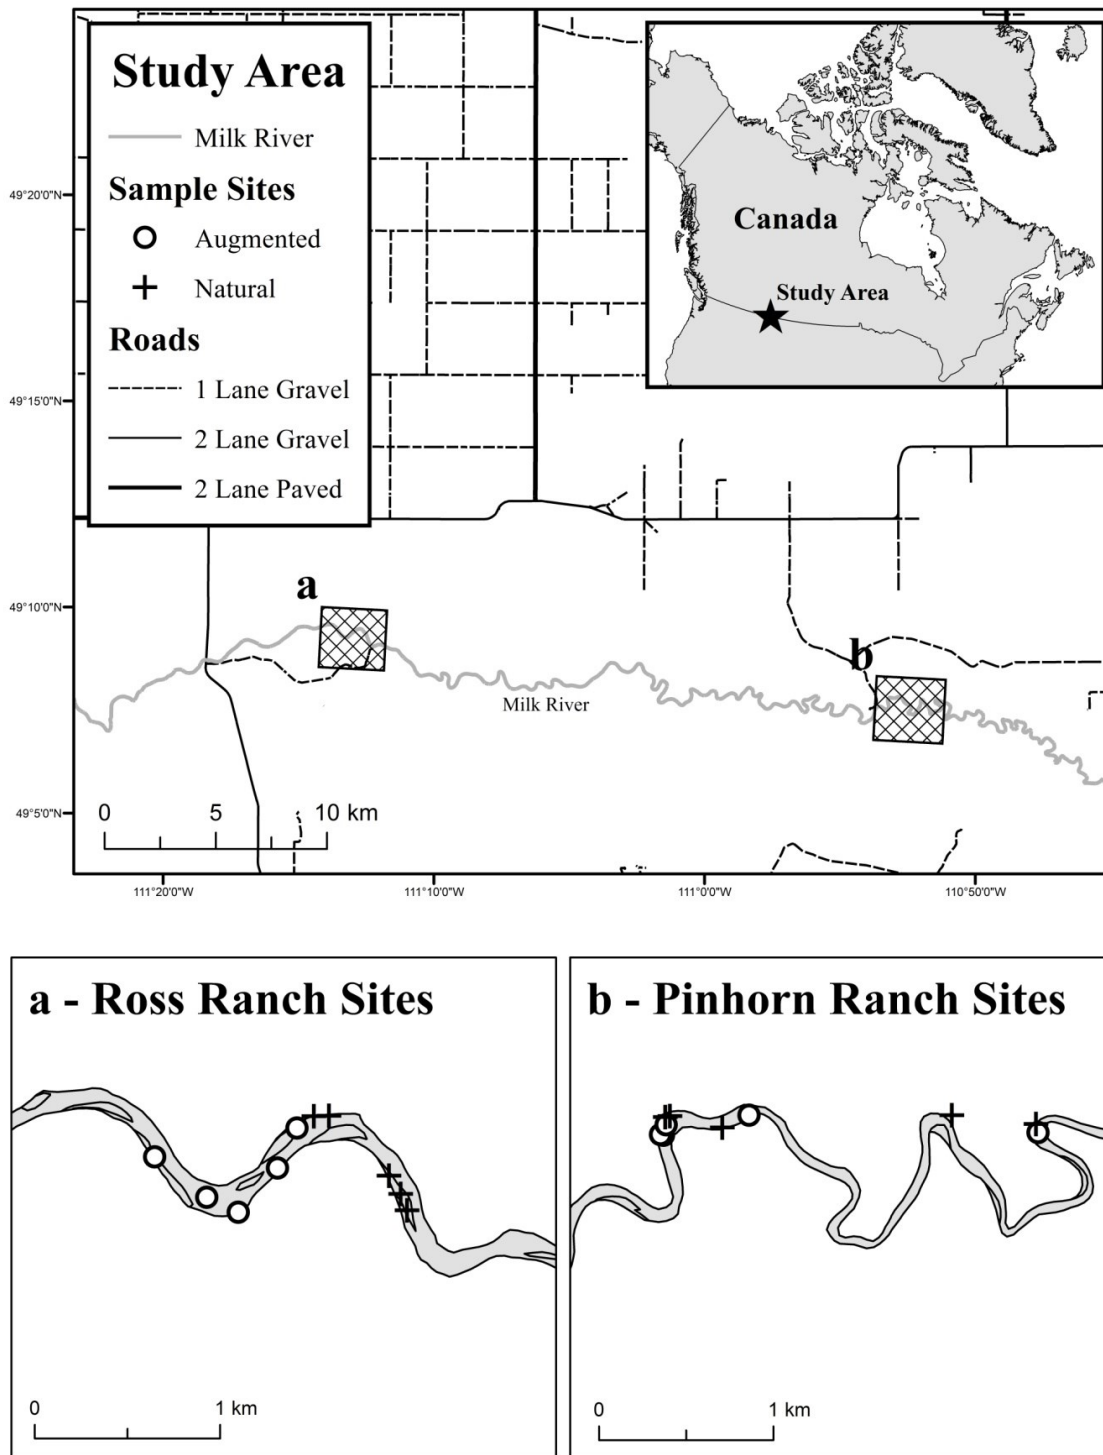 Study Area
Milk River
Sample Sites
Augmented
Natural
Roads
1 Lane Gravel
2 Lane Gravel
2 Lane Paved
Canada
Study Area
49°20'0"N
49°15'0"N
49°10'0"N
49°5'0"N
a
b
Milk River
0 5 10 km
111°20'0"W 111°10'0"W 111°0'0"W 110°50'0"W
a - Ross Ranch Sites
0 1 km
b - Pinhorn Ranch Sites
0 1 km